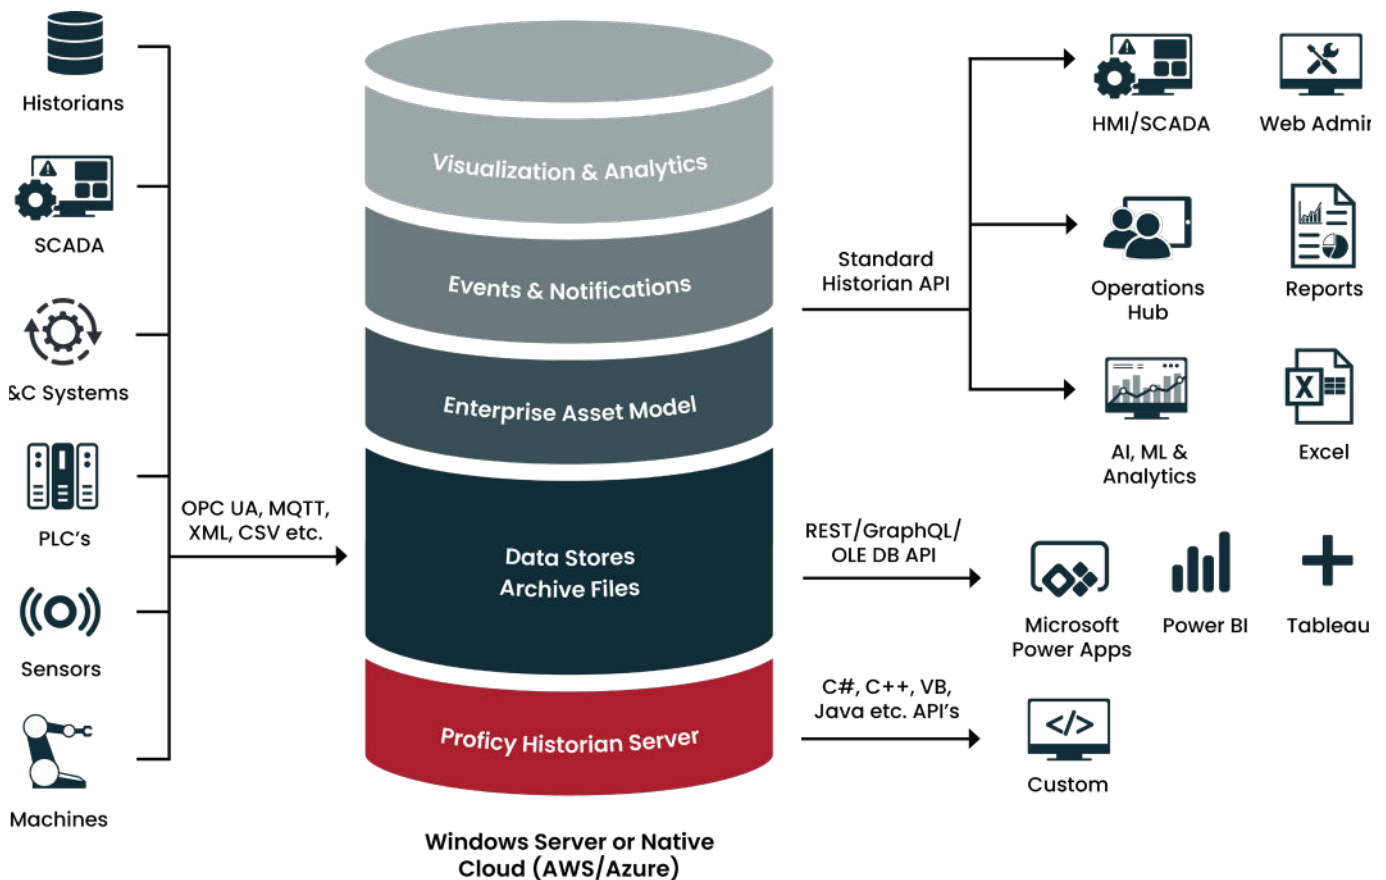 Historians
SCADA
&C Systems
PLC's
Sensors
Machines
OPC UA, MQTT,
XML, CSV etc.
Visualization & Analytics
Events & Notifications
Enterprise Asset Model
Data Stores
Archive Files
Proficy Historian Server
Windows Server or Native
Cloud (AWS/Azure)
Standard
Historian API
REST/GraphQL/
OLE DB API
C#, C++, VB,
Java etc. API's
HMI/SCADA
Web Admin
Operations
Hub
Reports
AI, ML &
Analytics
X
Excel
Microsoft
Power Apps
Power BI
Tableau
</>
Custom